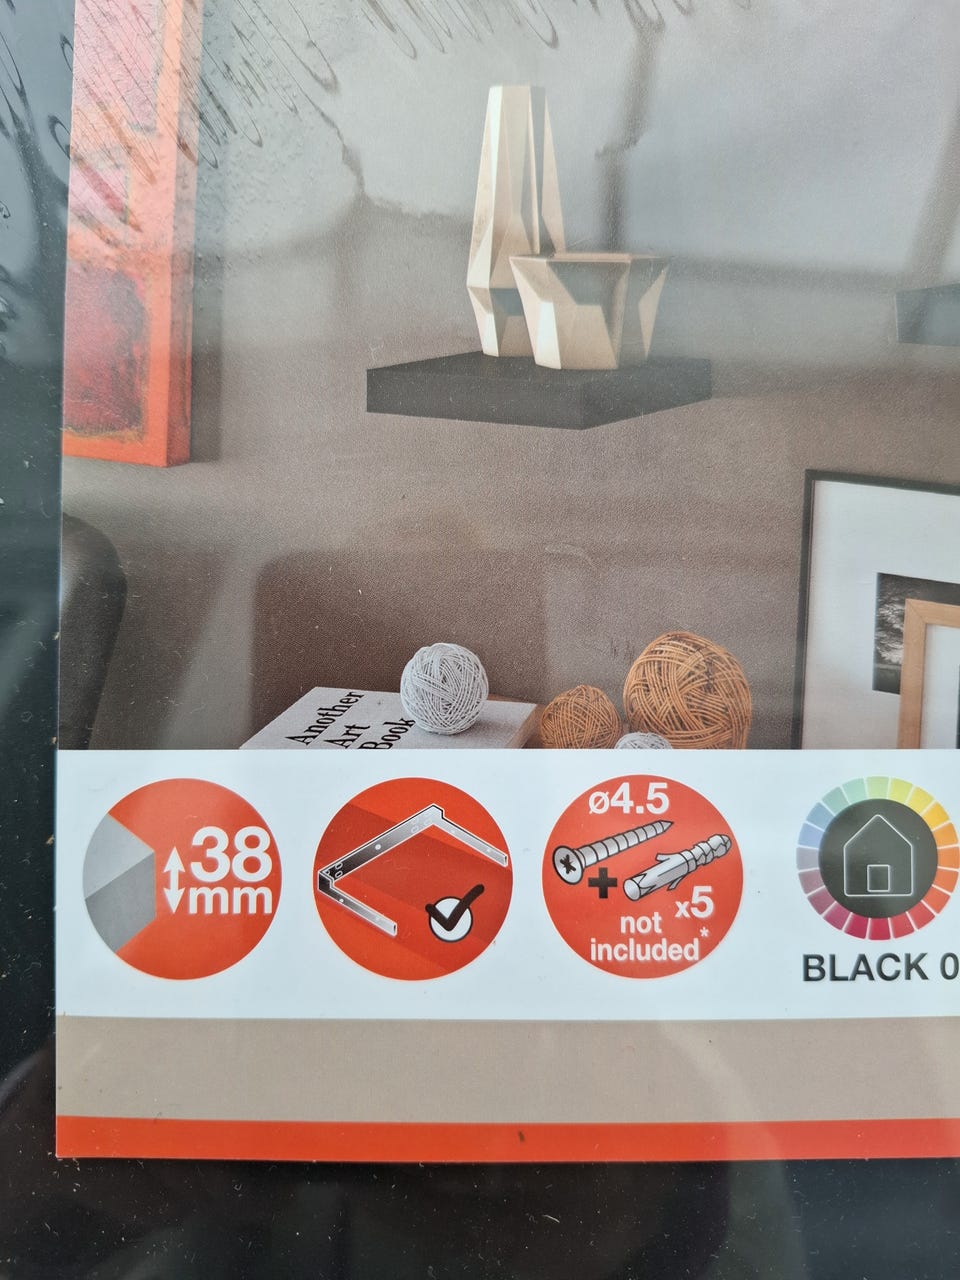 Another
Art
Book
38
mm
ø4.5
x5
not
included*
BLACK 0